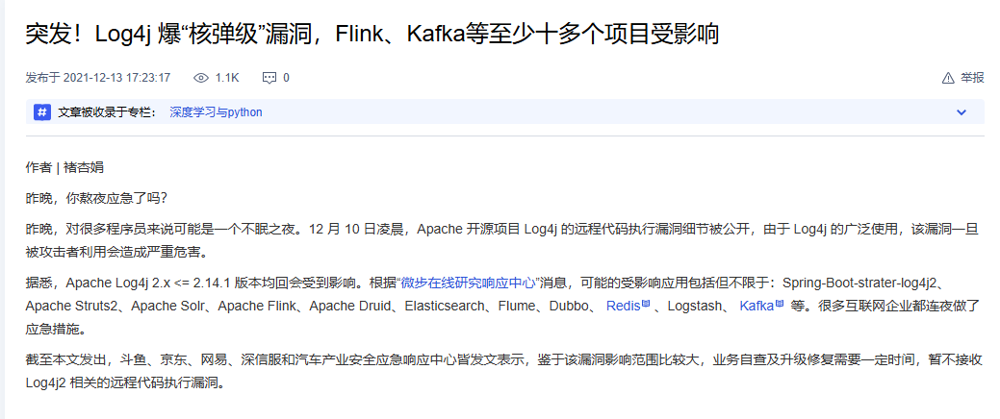 突发！Log4j 爆“核弹级”漏洞，Flink、Kafka等至少十多个项目受影响
发布于 2021-12-13 17:23:17 1.1K 0 举报
# 文章被收录于专栏： 深度学习与python
作者 | 褚杏娟
昨晚，你熬夜应急了吗？
昨晚，对很多程序员来说可能是一个不眠之夜。12 月 10 日凌晨，Apache 开源项目 Log4j 的远程代码执行漏洞细节被公开，由于 Log4j 的广泛使用，该漏洞一旦
被攻击者利用会造成严重危害。
据悉，Apache Log4j 2.x <= 2.14.1 版本均回会受到影响。根据“微步在线研究响应中心”消息，可能的受影响应用包括但不限于：Spring-Boot-strater-log4j2、
Apache Struts2、Apache Solr、Apache Flink、Apache Druid、Elasticsearch、Flume、Dubbo、 Redis 、Logstash、 Kafka 等。很多互联网企业都连夜做了
应急措施。
截至本文发出，斗鱼、京东、网易、深信服和汽车产业安全应急响应中心皆发文表示，鉴于该漏洞影响范围比较大，业务自查及升级修复需要一定时间，暂不接收
Log4j2 相关的远程代码执行漏洞。